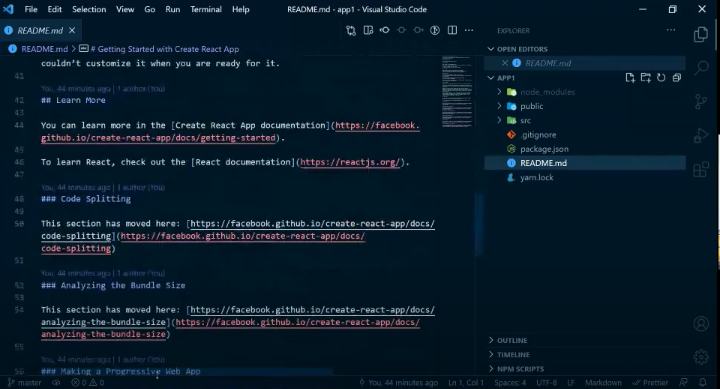 File Edit Selection View Go Run Terminal Help README.md - app1 - Visual Studio Code
README.md
README.md > # Getting Started with Create React App
couldn't customize it when you are ready for it.
41
You, 44 minutes ago | 1 author (You)
42 ## Learn More
43
44 You can learn more in the [Create React App documentation](https://facebook.
github.io/create-react-app/docs/getting-started).
45
46 To learn React, check out the [React documentation](https://reactjs.org/).
47
You, 44 minutes ago | 1 author (You)
48 ### Code Splitting
49
50 This section has moved here: [https://facebook.github.io/create-react-app/docs/
code-splitting](https://facebook.github.io/create-react-app/docs/
code-splitting)
51
You, 44 minutes ago | 1 author (You)
52 ### Analyzing the Bundle Size
53
54 This section has moved here: [https://facebook.github.io/create-react-app/docs/
analyzing-the-bundle-size](https://facebook.github.io/create-react-app/docs/
analyzing-the-bundle-size)
55
You, 44 minutes ago | 1 author (You)
56 ### Making a Progressive Web App
EXPLORER
OPEN EDITORS
README.md
APP1
node_modules
public
src
.gitignore
package.json
README.md
yarn.lock
OUTLINE
TIMELINE
NPM SCRIPTS
master 0 0 You, 44 minutes ago Ln 1, Col 1 Spaces: 4 UTF-8 LF Markdown Prettier